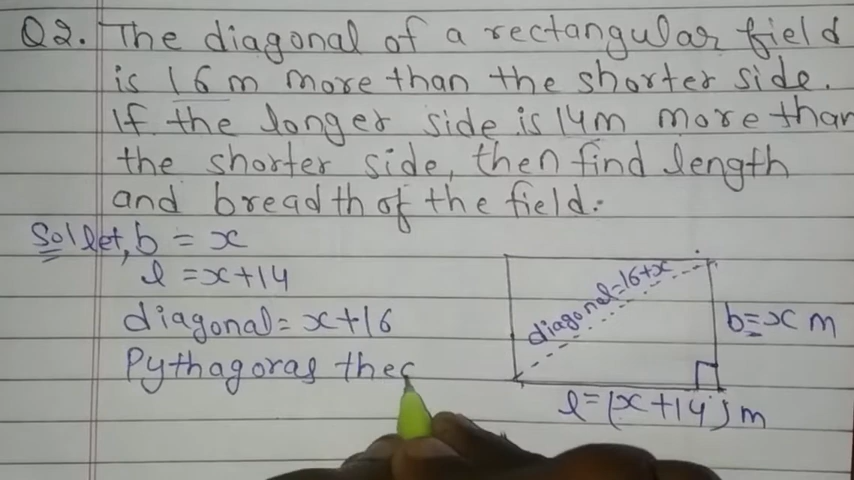 Q2. The diagonal of a rectangular field
is 16 m more than the shorter side.
If the longer side is 14m more than
the shorter side, then find length
and breadth of the field.
Sol let, b = x
l = x+14
diagonal = x+16
Pythagoras theo
diagonal=16+x
b=x m
l=(x+14) m